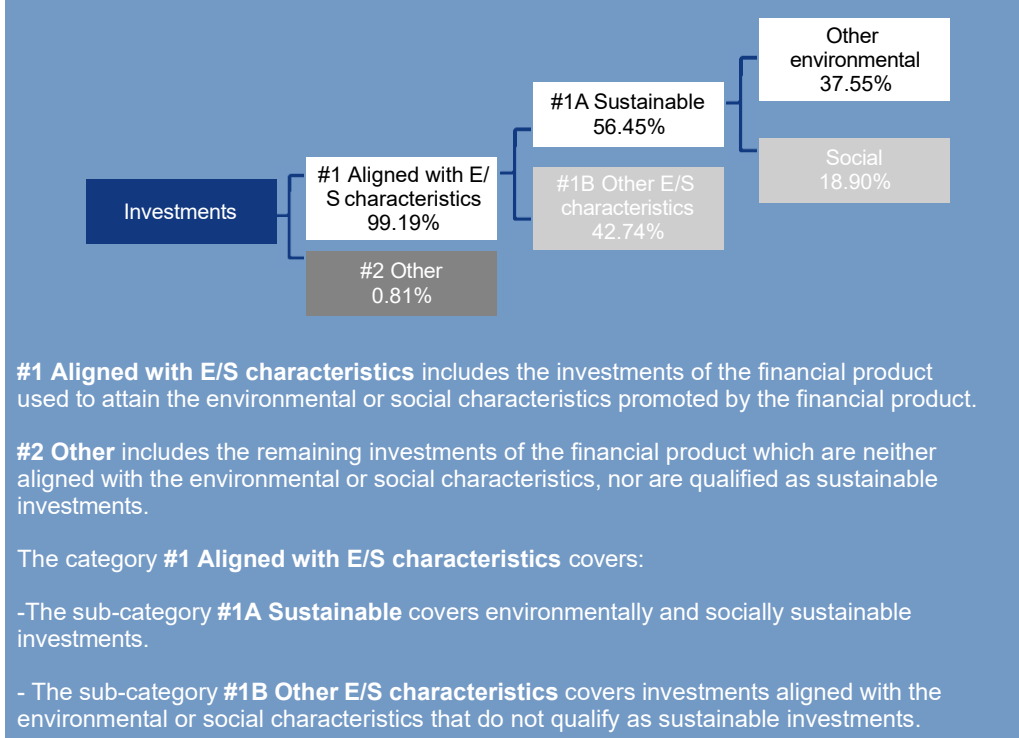 Other
environmental
37.55%
#1A Sustainable
56.45%
Social
18.90%
#1 Aligned with E/
S characteristics
99.19%
#1B Other E/S
characteristics
42.74%
Investments
#2 Other
0.81%
#1 Aligned with E/S characteristics includes the investments of the financial product
used to attain the environmental or social characteristics promoted by the financial product.
#2 Other includes the remaining investments of the financial product which are neither
aligned with the environmental or social characteristics, nor are qualified as sustainable
investments.
The category #1 Aligned with E/S characteristics covers:
-The sub-category #1A Sustainable covers environmentally and socially sustainable
investments.
- The sub-category #1B Other E/S characteristics covers investments aligned with the
environmental or social characteristics that do not qualify as sustainable investments.